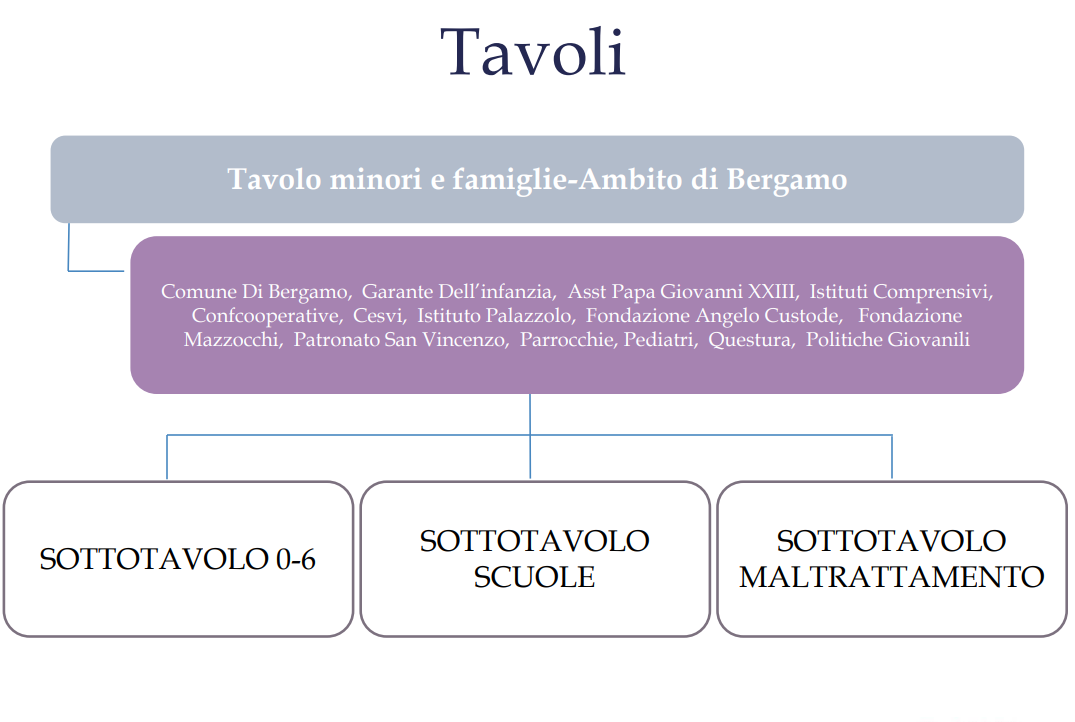 Tavoli
Tavolo minori e famiglie-Ambito di Bergamo
Comune Di Bergamo, Garante Dell’infanzia, Asst Papa Giovanni XXIII, Istituti Comprensivi,
Confcooperative, Cesvi, Istituto Palazzolo, Fondazione Angelo Custode, Fondazione
Mazzocchi, Patronato San Vincenzo, Parrocchie, Pediatri, Questura, Politiche Giovanili
SOTTOTAVOLO 0-6
SOTTOTAVOLO
SCUOLE
SOTTOTAVOLO
MALTRATTAMENTO